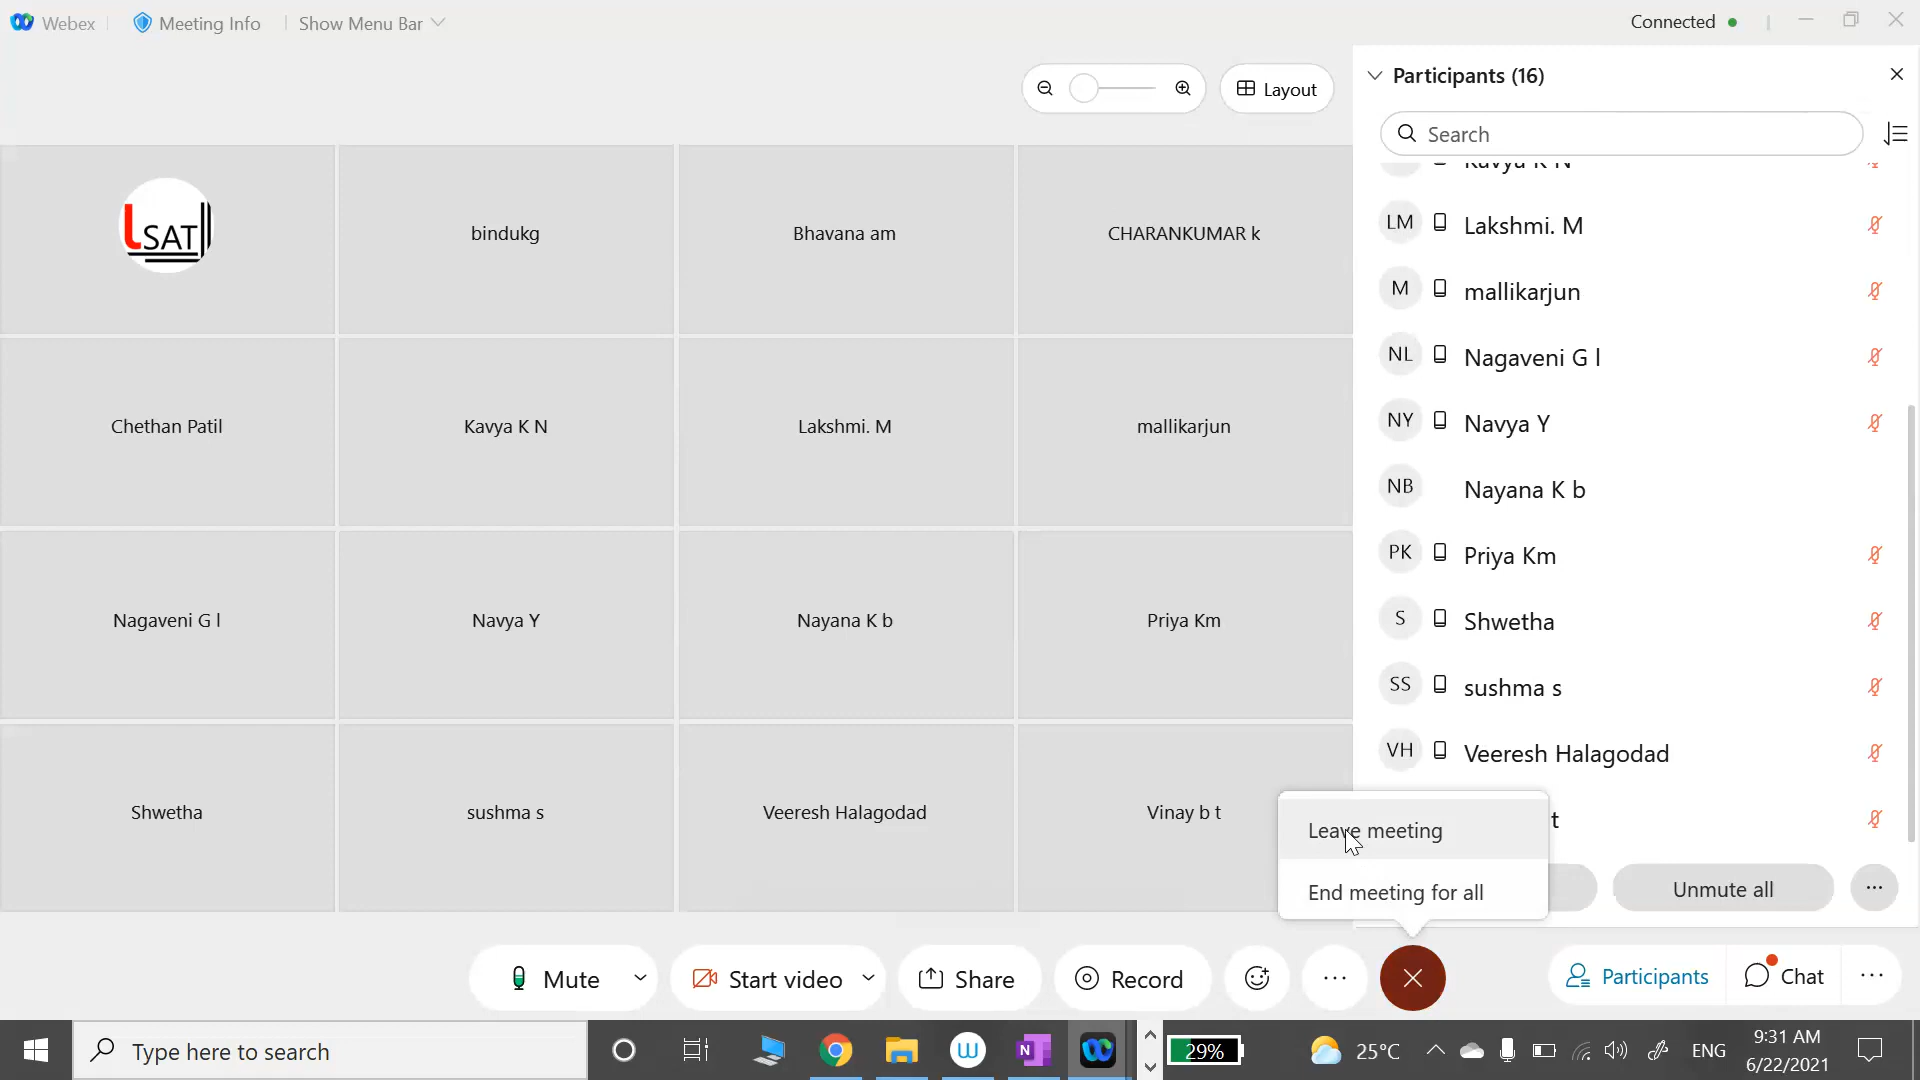 Webex
Meeting Info
Show Menu Bar
Connected
Layout
Participants (16)
Search
LSAT
bindukg
Bhavana am
CHARANKUMAR k
Chethan Patil
Kavya K N
Lakshmi. M
mallikarjun
Nagaveni G l
Navya Y
Nayana K b
Priya Km
Shwetha
sushma s
Veeresh Halagodad
Vinay b t
Kavya K N
LM Lakshmi. M
M mallikarjun
NL Nagaveni G l
NY Navya Y
NB Nayana K b
PK Priya Km
S Shwetha
SS sushma s
VH Veeresh Halagodad
t
Leave meeting
End meeting for all
Unmute all
Mute
Start video
Share
Record
Participants
Chat
Type here to search
W
N
29%
25°C
ENG
9:31 AM
6/22/2021